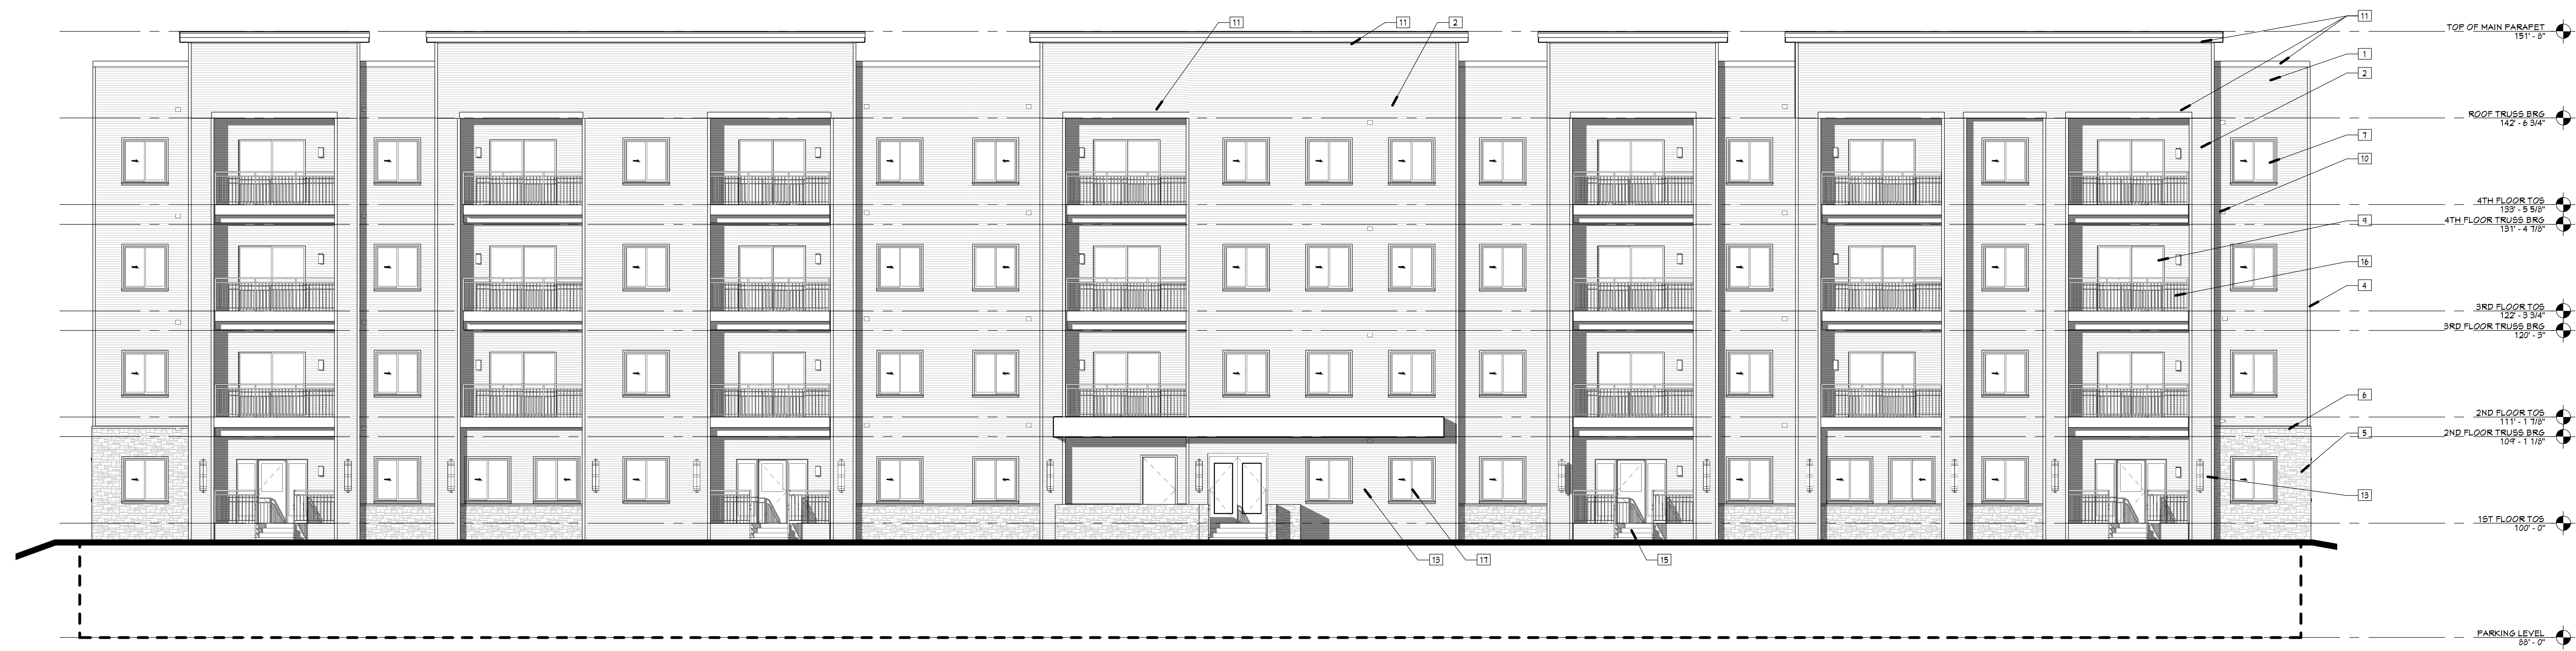 11
11
2
11
TOP OF MAIN PARAPET
151' - 8"
1
2
ROOF TRUSS BRG
142' - 6 3/4"
7
10
4TH FLOOR TOS
133' - 5 5/8"
9
4TH FLOOR TRUSS BRG
131' - 4 7/8"
16
4
3RD FLOOR TOS
122' - 3 3/4"
3RD FLOOR TRUSS BRG
120' - 3"
6
2ND FLOOR TOS
111' - 1 7/8"
5
2ND FLOOR TRUSS BRG
109' - 1 1/8"
13
1ST FLOOR TOS
100' - 0"
13
17
15
PARKING LEVEL
88' - 0"